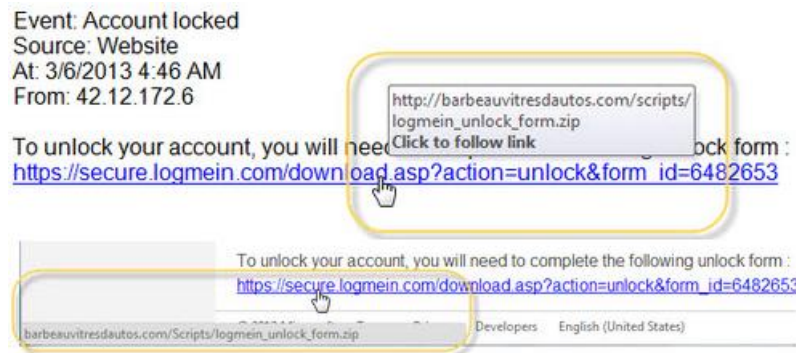 Event: Account locked
Source: Website
At: 3/6/2013 4:46 AM
From: 42.12.172.6
http://barbeauvitresdautos.com/scripts/
logmein_unlock_form.zip
Click to follow link
To unlock your account, you will need ock form :
https://secure.logmein.com/download.asp?action=unlock&form_id=6482653
To unlock your account, you will need to complete the following unlock form :
https://secure.logmein.com/download.asp?action=unlock&form_id=6482653
Developers English (United States)
barbeauvitresdautos.com/Scripts/logmein_unlock_form.zip